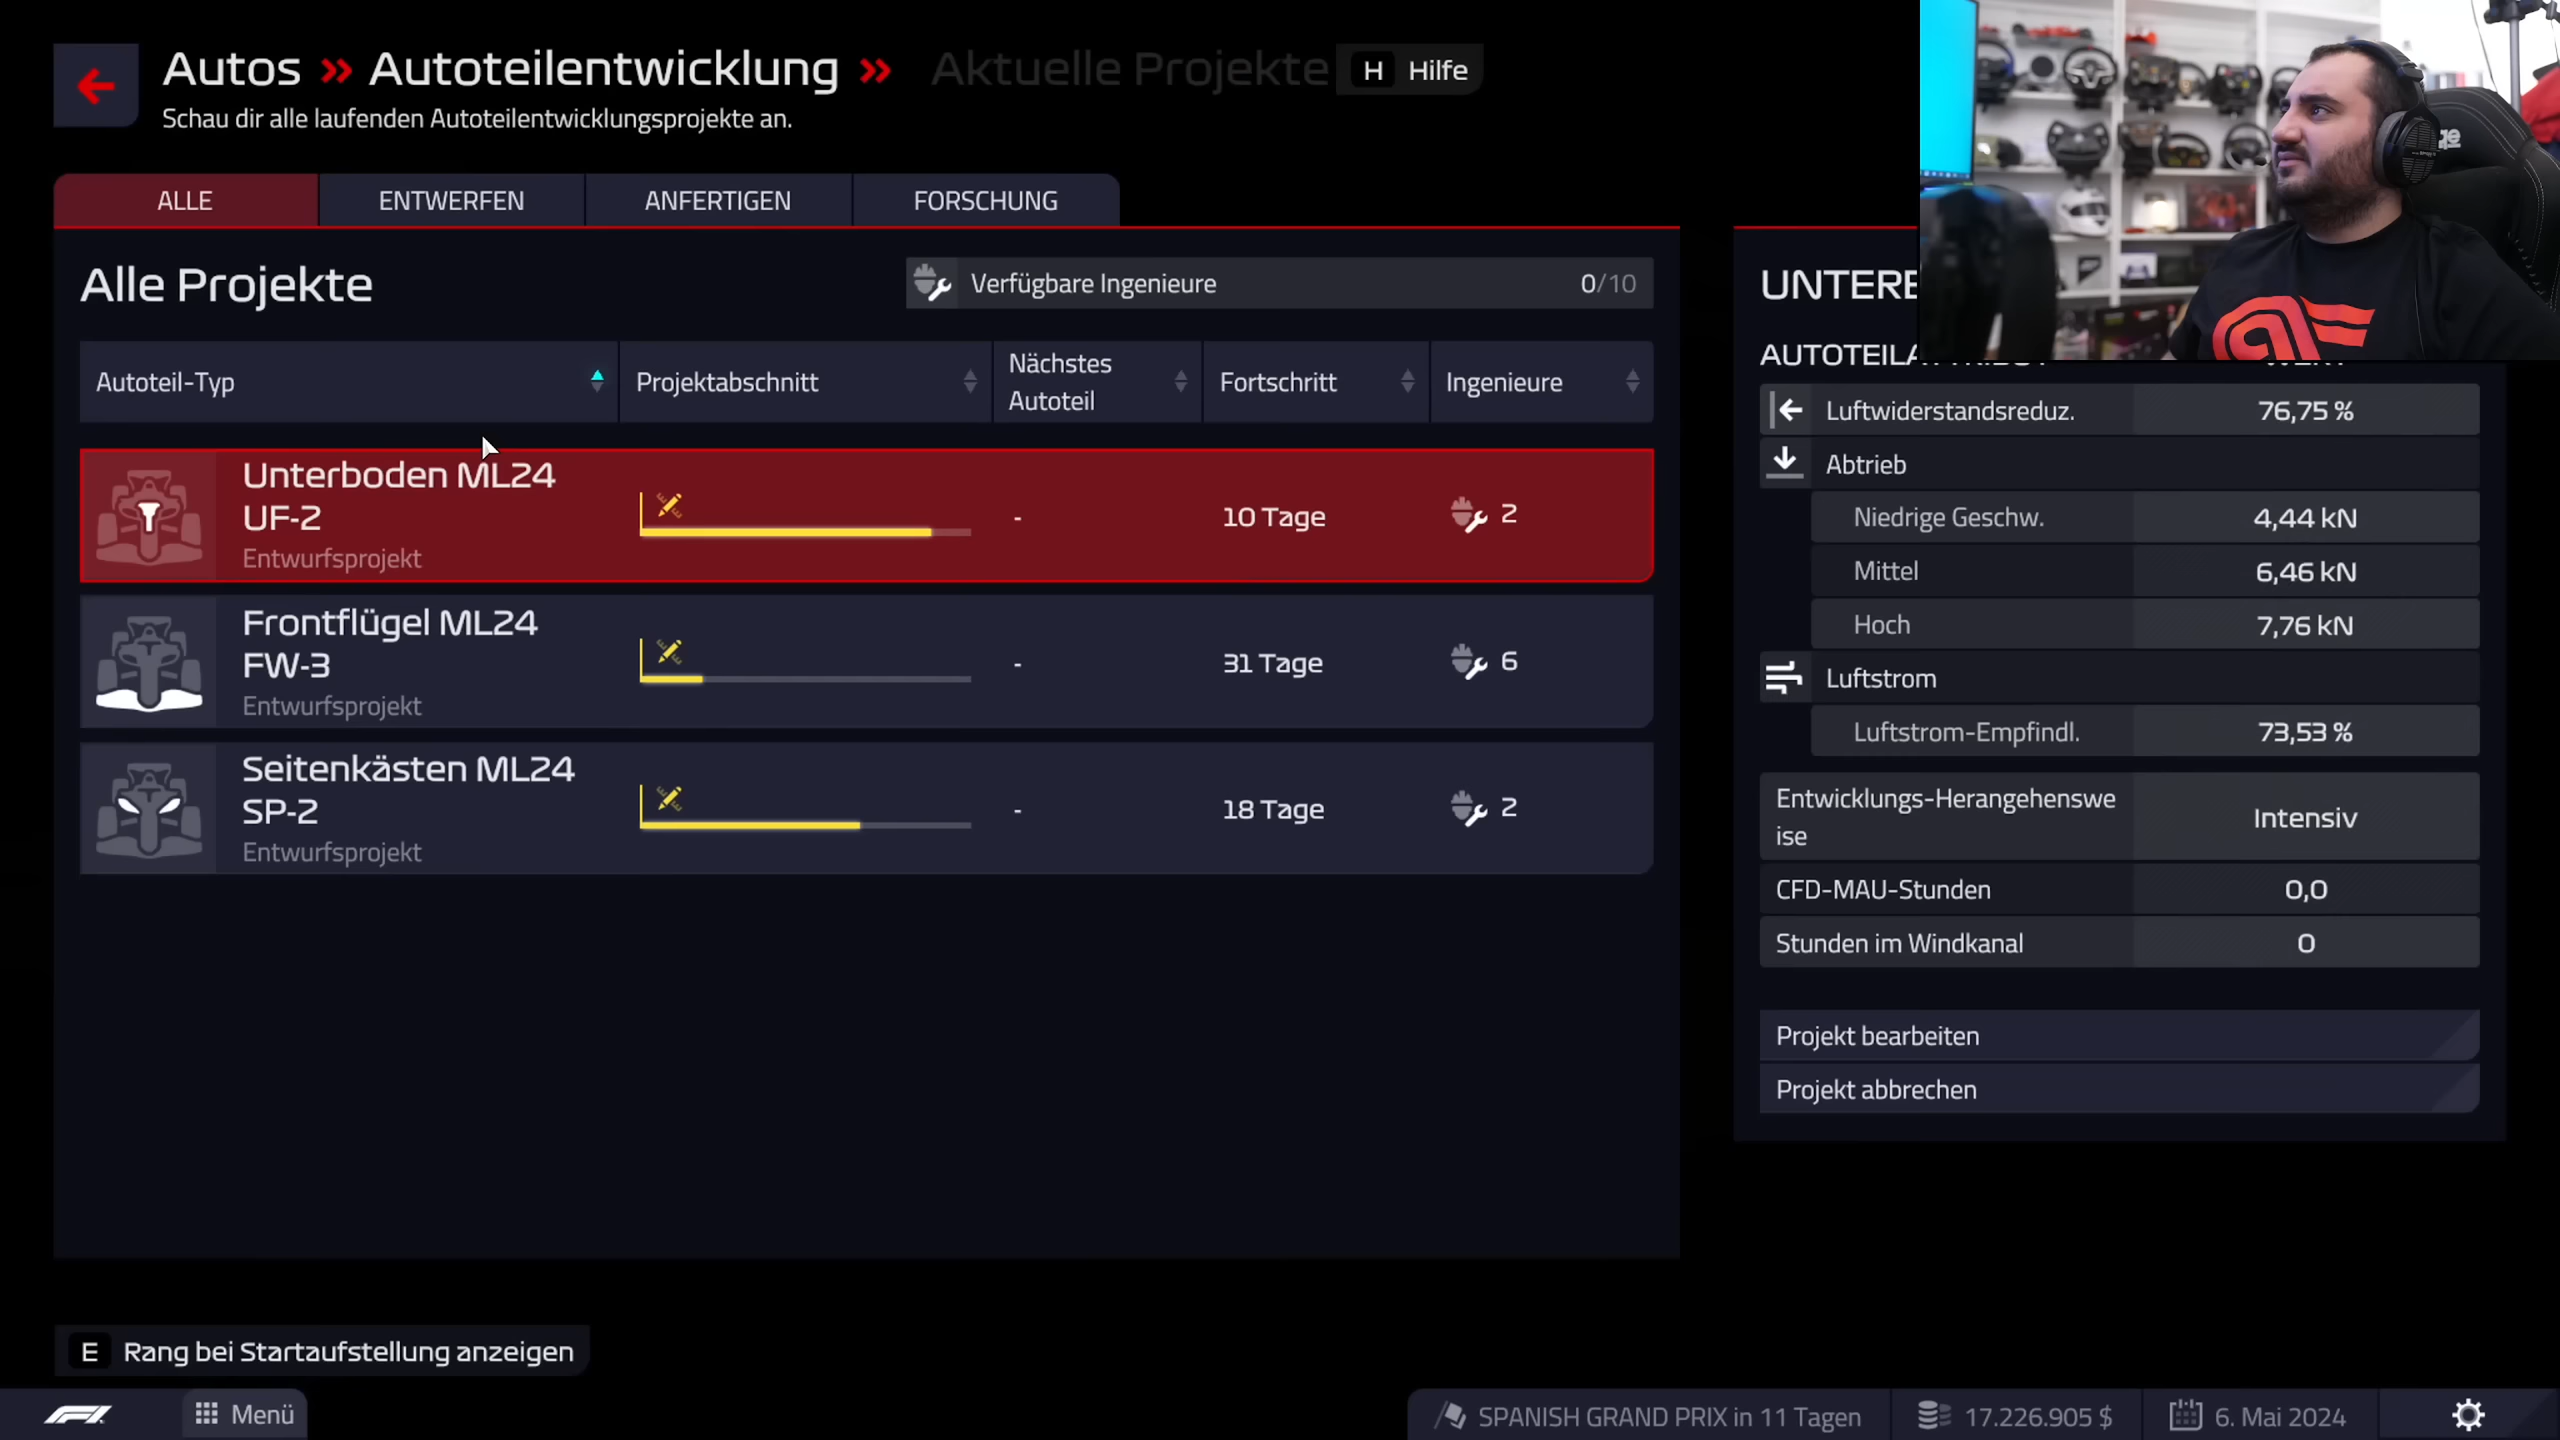 Autos » Autoteilentwicklung » Aktuelle Projekte H Hilfe
Schau dir alle laufenden Autoteilentwicklungsprojekte an.
ALLE ENTWERFEN ANFERTIGEN FORSCHUNG
Alle Projekte
Verfügbare Ingenieure 0/10
Autoteil-Typ Projektabschnitt Nächstes Autoteil Fortschritt Ingenieure
Unterboden ML24
UF-2
Entwurfsprojekt
- 10 Tage 2
Frontflügel ML24
FW-3
Entwurfsprojekt
- 31 Tage 6
Seitenkästen ML24
SP-2
Entwurfsprojekt
- 18 Tage 2
Luftwiderstandsreduz. 76,75 %
Abtrieb
Niedrige Geschw. 4,44 kN
Mittel 6,46 kN
Hoch 7,76 kN
Luftstrom
Luftstrom-Empfindl. 73,53 %
Entwicklungs-Herangehenswe
ise Intensiv
CFD-MAU-Stunden 0,0
Stunden im Windkanal 0
Projekt bearbeiten
Projekt abbrechen
E Rang bei Startaufstellung anzeigen
Menü
SPANISH GRAND PRIX in 11 Tagen 17.226.905 $ 6. Mai 2024